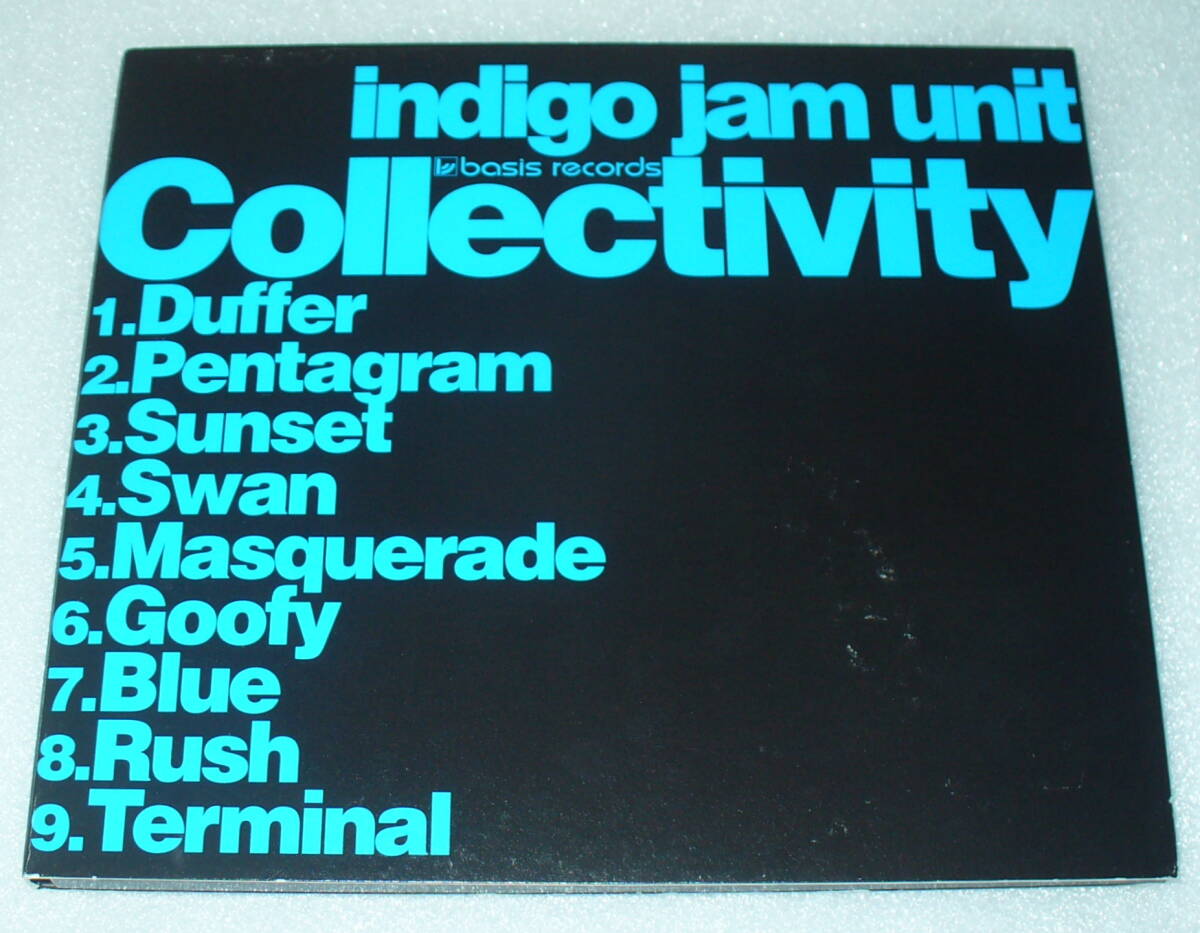 indigo jam unit
basis records
Collectivity
1.Duffer
2.Pentagram
3.Sunset
4.Swan
5.Masquerade
6.Goofy
7.Blue
8.Rush
9.Terminal